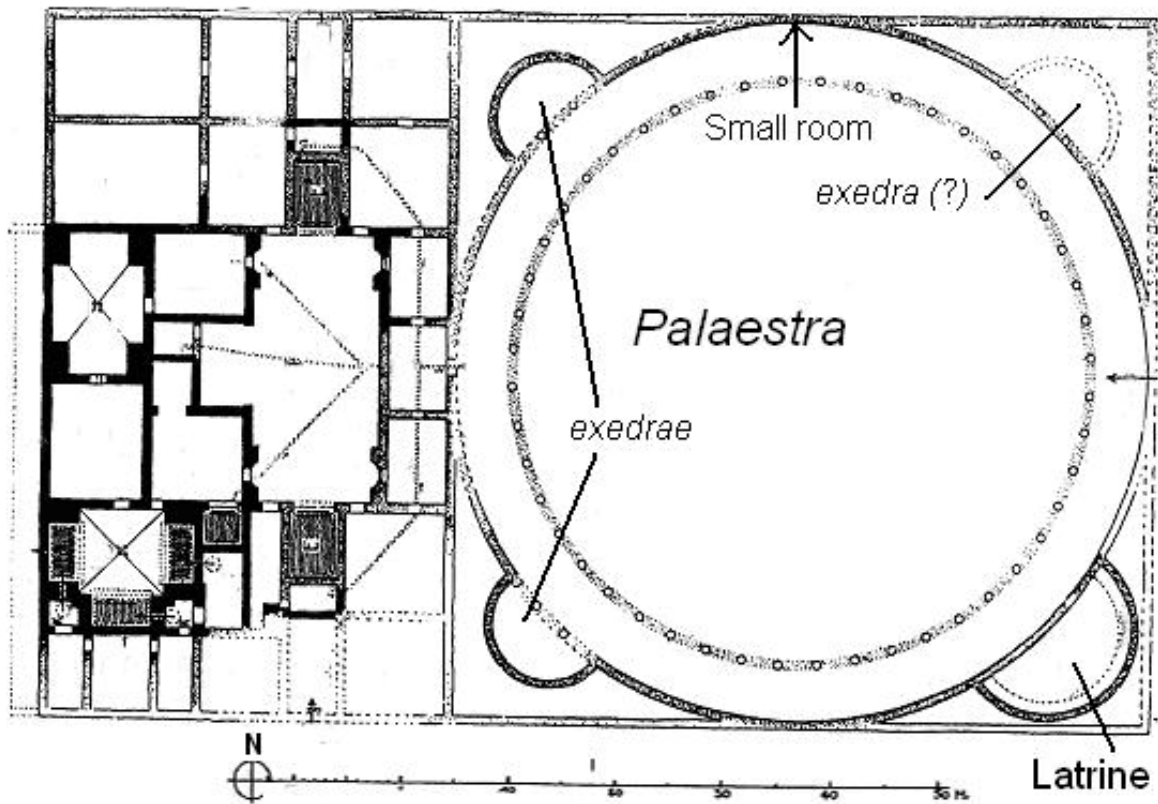 Small room
exedra (?)
Palaestra
exedrae
N
Latrine